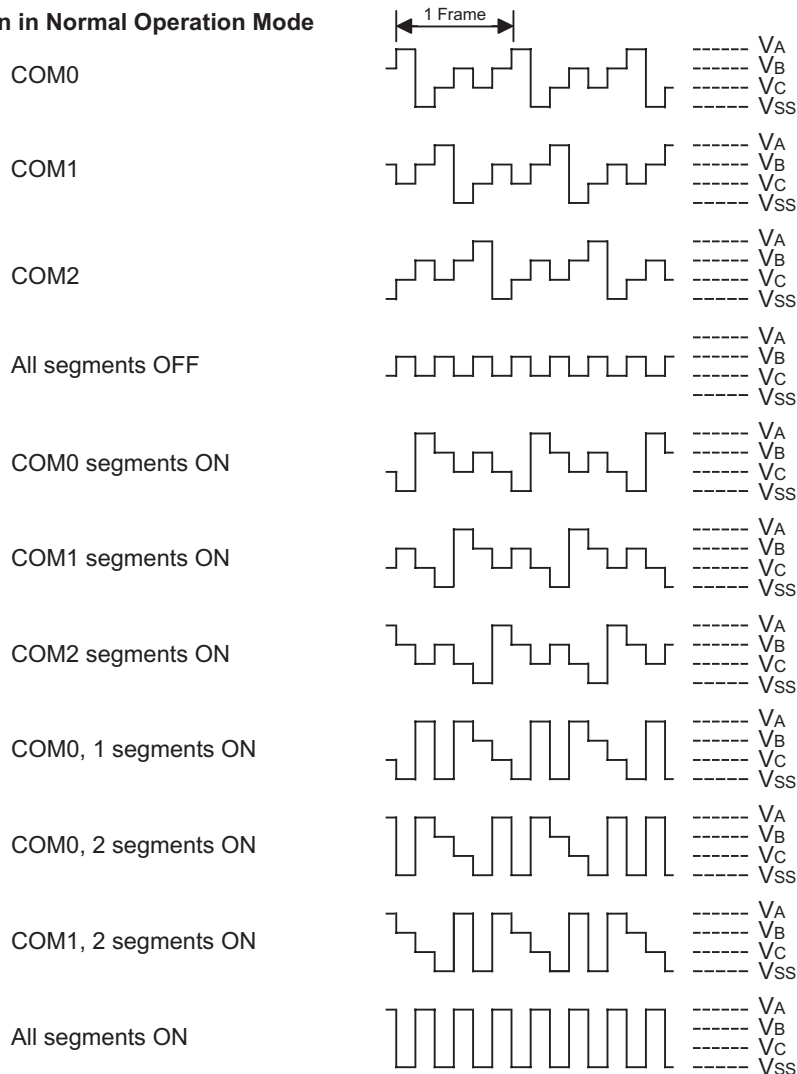 n in Normal Operation Mode
1 Frame
COM0
VA
VB
VC
VSS
COM1
VA
VB
VC
VSS
COM2
VA
VB
VC
VSS
All segments OFF
VA
VB
VC
VSS
COM0 segments ON
VA
VB
VC
VSS
COM1 segments ON
VA
VB
VC
VSS
COM2 segments ON
VA
VB
VC
VSS
COM0, 1 segments ON
VA
VB
VC
VSS
COM0, 2 segments ON
VA
VB
VC
VSS
COM1, 2 segments ON
VA
VB
VC
VSS
All segments ON
VA
VB
VC
VSS